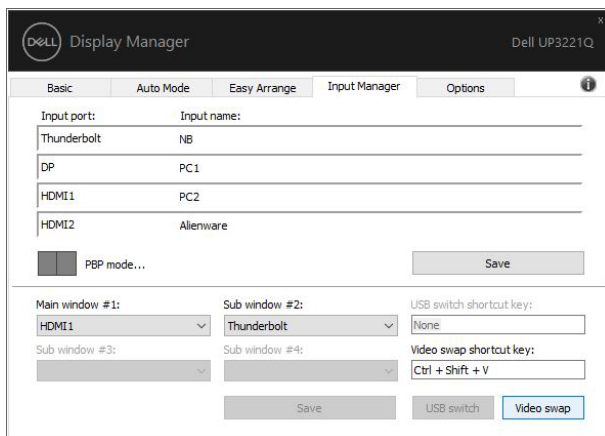 DELL Display Manager Dell UP3221Q
x
Basic Auto Mode Easy Arrange Input Manager Options i
Input port: Input name:
Thunderbolt NB
DP PC1
HDMI1 PC2
HDMI2 Alienware
PBP mode... Save
Main window #1: Sub window #2: USB switch shortcut key:
HDMI1 Thunderbolt None
Sub window #3: Sub window #4: Video swap shortcut key:
Ctrl + Shift + V
Save USB switch Video swap